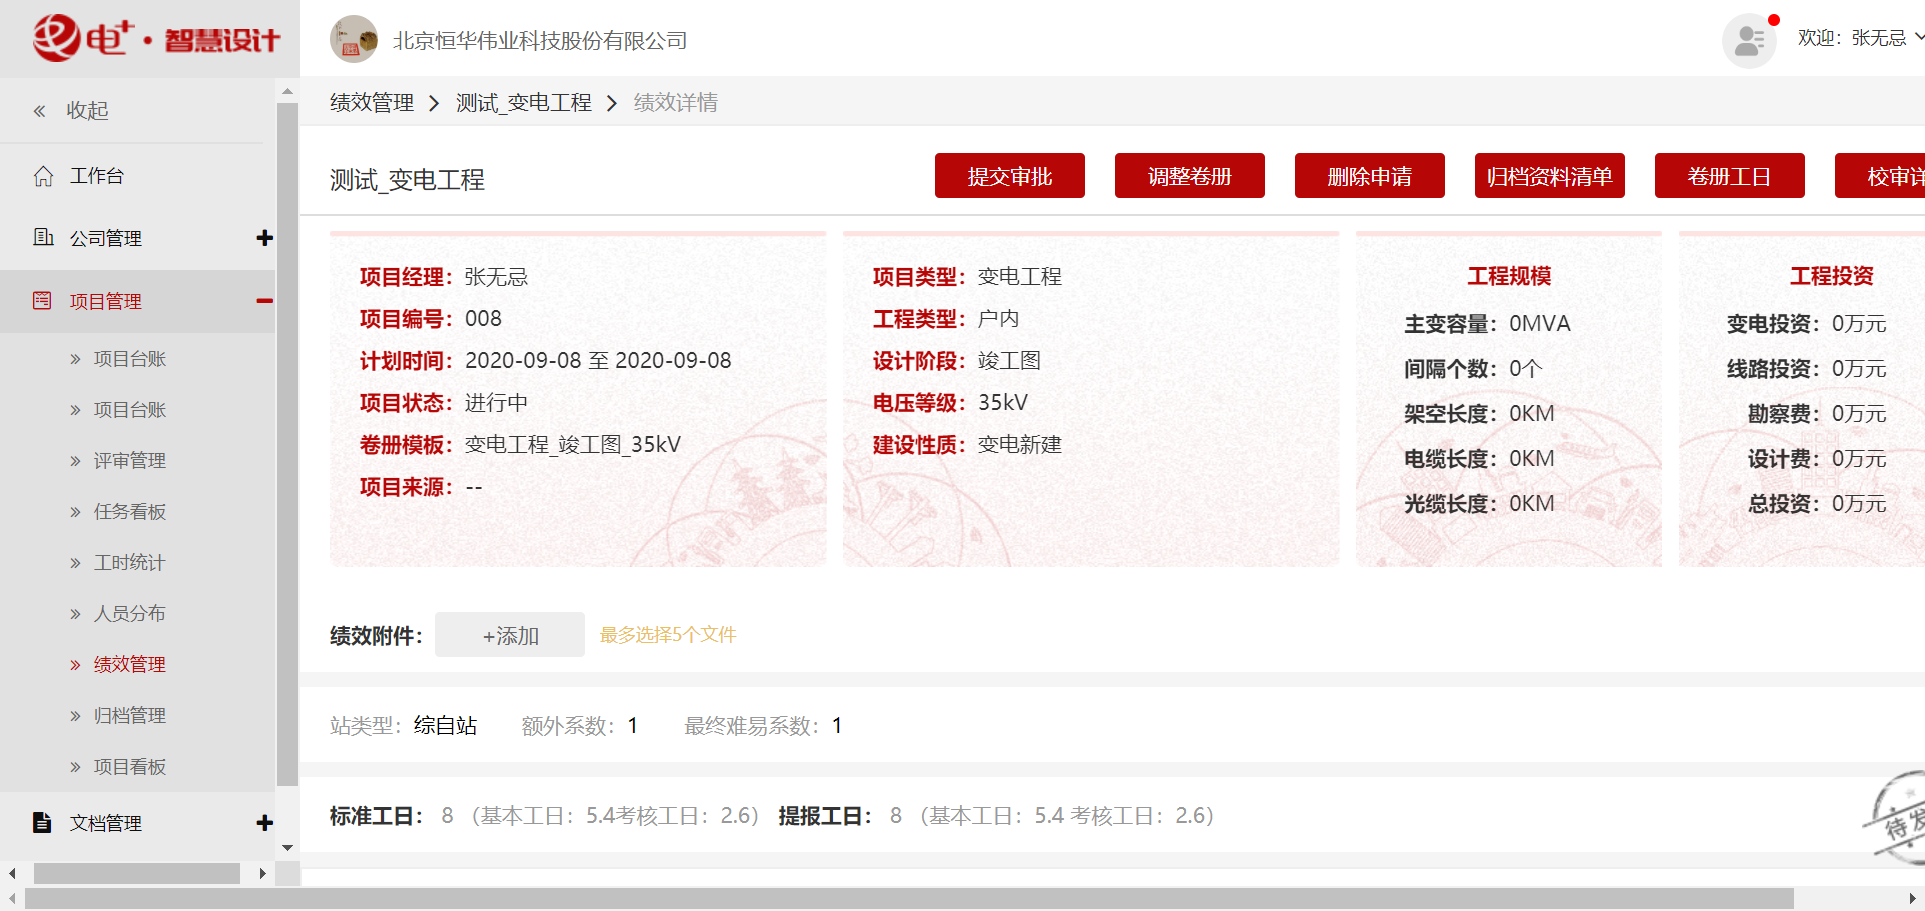 电+·智慧设计
北京恒华伟业科技股份有限公司
欢迎：张无忌
收起
工作台
公司管理
项目管理
项目台账
项目台账
评审管理
任务看板
工时统计
人员分布
绩效管理
归档管理
项目看板
文档管理
绩效管理 > 测试_变电工程 > 绩效详情
测试_变电工程
提交审批 调整卷册 删除申请 归档资料清单 卷册工日 校审详
项目经理：张无忌
项目编号：008
计划时间：2020-09-08 至 2020-09-08
项目状态：进行中
卷册模板：变电工程_竣工图_35kV
项目来源：--
项目类型：变电工程
工程类型：户内
设计阶段：竣工图
电压等级：35kV
建设性质：变电新建
工程规模
主变容量：0MVA
间隔个数：0个
架空长度：0KM
电缆长度：0KM
光缆长度：0KM
工程投资
变电投资：0万元
线路投资：0万元
勘察费：0万元
设计费：0万元
总投资：0万元
绩效附件： +添加 最多选择5个文件
站类型：综自站 额外系数：1 最终难易系数：1
标准工日： 8 （基本工日：5.4考核工日：2.6） 提报工日： 8 （基本工日：5.4 考核工日：2.6）
待发